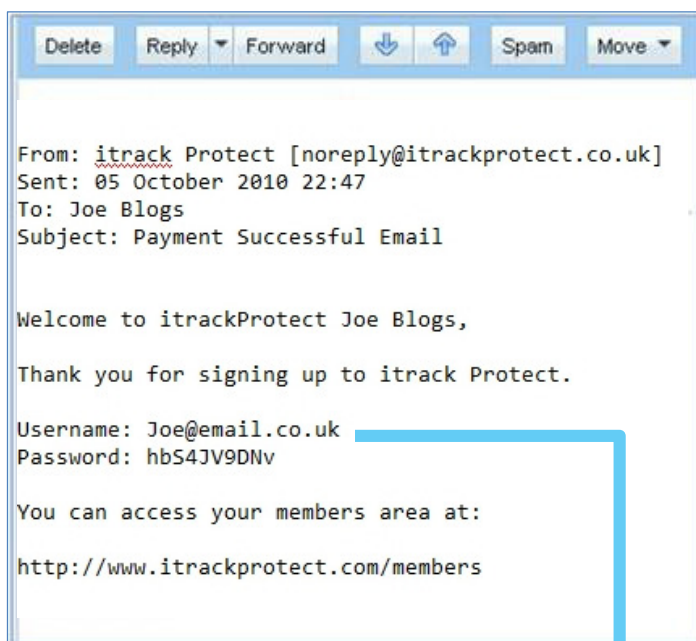 Delete Reply Forward Spam Move
From: itrack Protect [noreply@itrackprotect.co.uk]
Sent: 05 October 2010 22:47
To: Joe Blogs
Subject: Payment Successful Email
Welcome to itrackProtect Joe Blogs,
Thank you for signing up to itrack Protect.
Username: Joe@email.co.uk
Password: hbS4JV9DNv
You can access your members area at:
http://www.itrackprotect.com/members